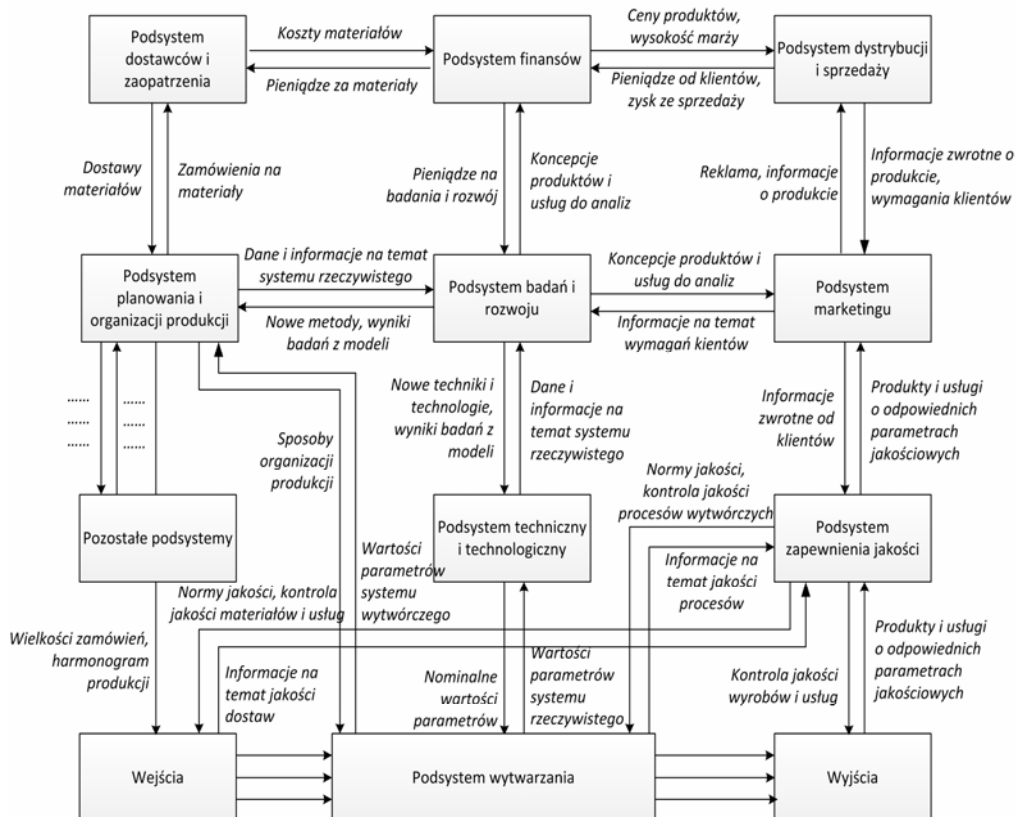 Podsystem
dostawców i
zaopatrzenia
Koszty materiałów
Pieniądze za materiały
Podsystem finansów
Ceny produktów,
wysokość marży
Pieniądze od klientów,
zysk ze sprzedaży
Podsystem dystrybucji
i sprzedaży
Dostawy
materiałów
Zamówienia na
materiały
Pieniądze na
badania i rozwój
Koncepcje
produktów i
usług do analiz
Reklama, informacje
o produkcie
Informacje zwrotne o
produkcie,
wymagania klientów
Podsystem
planowania i
organizacji produkcji
Dane i informacje na temat
systemu rzeczywistego
Nowe metody, wyniki
badań z modeli
Podsystem badań i
rozwoju
Koncepcje produktów i
usług do analiz
Informacje na temat
wymagań kientów
Podsystem
marketingu
......
......
......
......
......
......
Sposoby
organizacji
produkcji
Nowe techniki i
technologie,
wyniki badań z
modeli
Dane i
informacje na
temat systemu
rzeczywistego
Informacje
zwrotne od
klientów
Produkty i usługi
o odpowiednich
parametrach
jakościowych
Normy jakości,
kontrola jakości
procesów wytwórczych
Pozostałe podsystemy
Podsystem techniczny
i technologiczny
Podsystem
zapewnienia jakości
Wartości
parametrów
systemu
wytwórczego
Informacje na
temat jakości
procesów
Normy jakości, kontrola
jakości materiałów i usług
Wielkości zamówień,
harmonogram
produkcji
Informacje na
temat jakości
dostaw
Nominalne
wartości
parametrów
Wartości
parametrów
systemu
rzeczywistego
Kontrola jakości
wyrobów i usług
Produkty i usługi
o odpowiednich
parametrach
jakościowych
Wejścia
Podsystem wytwarzania
Wyjścia